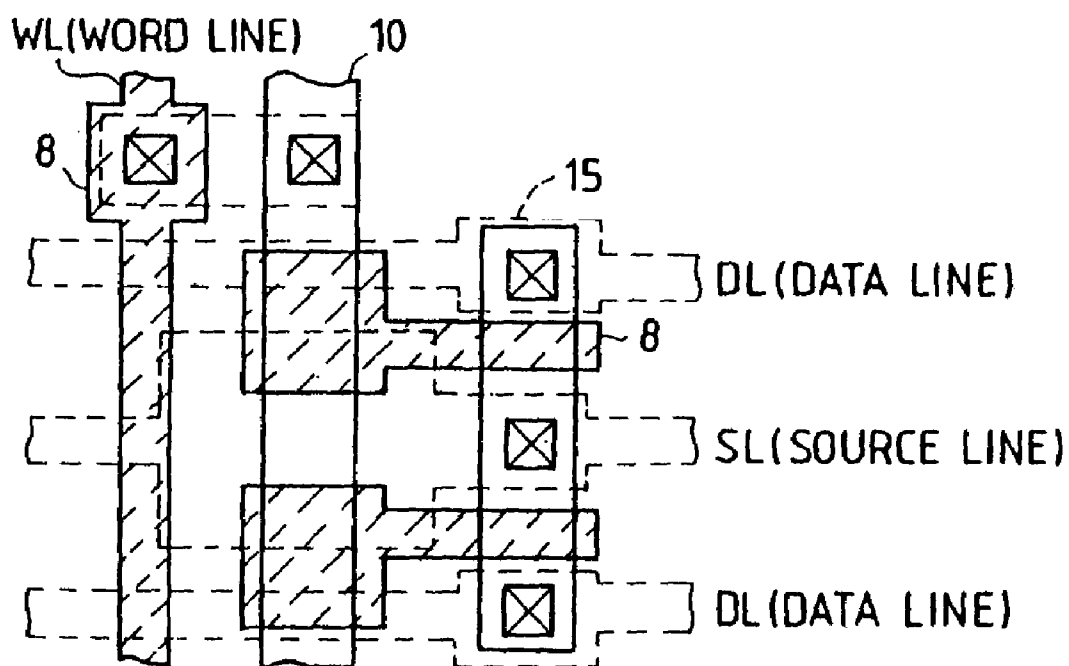 WL(WORD LINE)
10
8
15
DL(DATA LINE)
8
SL(SOURCE LINE)
DL(DATA LINE)